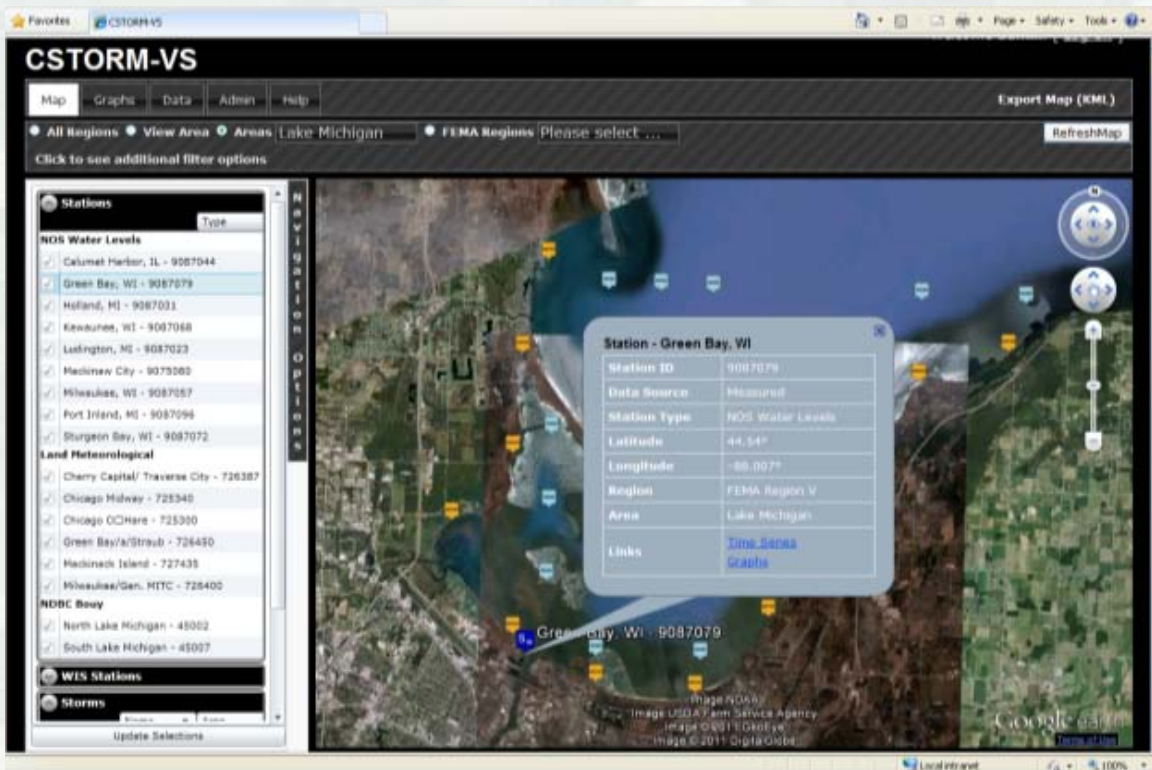 Favorites
CSTORM-VS
Page
Safety
Tools
CSTORM-VS
Map
Graphs
Data
Admin
Help
Export Map (KML)
All Regions
View Area
Areas
Lake Michigan
FEMA Regions
Please select ...
RefreshMap
Click to see additional filter options
Stations
Type
NOS Water Levels
Calumet Harbor, IL - 9087044
Green Bay, WI - 9087079
Holland, MI - 9087031
Kewaunee, WI - 9087068
Ludington, MI - 9087023
Mackinaw City - 9075080
Milwaukee, WI - 9087057
Port Inland, MI - 9087096
Sturgeon Bay, WI - 9087072
Land Meteorological
Cherry Capital/ Traverse City - 726387
Chicago Midway - 725340
Chicago O□Hare - 725300
Green Bay/a/Straub - 726450
Mackinack Island - 727435
Milwaukee/Gen. MITC - 726400
NDBC Bouy
North Lake Michigan - 45002
South Lake Michigan - 45007
WIS Stations
Storms
Name
Area
Update Selections
Navigation Options
N
Station - Green Bay, WI
Station ID 9087079
Data Source Measured
Station Type NOS Water Levels
Latitude 44.54°
Longitude -88.007°
Region FEMA Region V
Area Lake Michigan
Links Time Series
Graphs
Green Bay, WI - 9087079
Image NOAA
Image USDA Farm Service Agency
Image © 2011 GeoEye
Image © 2011 DigitalGlobe
Google earth
Terms of Use
Local intranet
100%